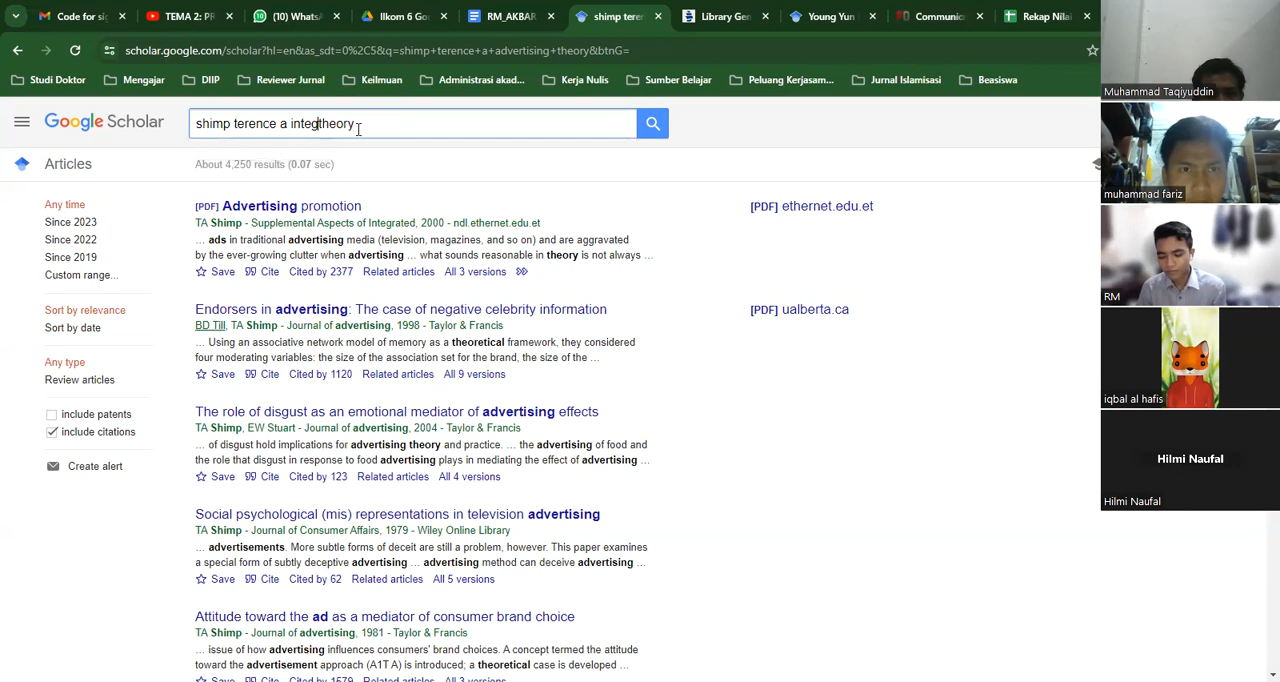 Code for sig
TEMA 2: PR
(10) Whats
Ilkom 6 Go
RM_AKBAR
shimp teren
Library Gen
Young Yun
Communic
Rekap Nilai
scholar.google.com/scholar?hl=en&as_sdt=0%2C5&q=shimp+terence+a+advertising+theory&btnG=
Studi Doktor
Mengajar
DIIP
Reviewer Jurnal
Keilmuan
Administrasi akad...
Kerja Nulis
Sumber Belajar
Peluang Kerjasam...
Jurnal Islamisasi
Beasiswa
Google Scholar
shimp terence a integtheory
Articles
About 4,250 results (0.07 sec)
Any time
Since 2023
Since 2022
Since 2019
Custom range...
Sort by relevance
Sort by date
Any type
Review articles
include patents
include citations
Create alert
[PDF] Advertising promotion
[PDF] ethernet.edu.et
TA Shimp - Supplemental Aspects of Integrated, 2000 - ndl.ethernet.edu.et
... ads in traditional advertising media (television, magazines, and so on) and are aggravated
by the ever-growing clutter when advertising ... what sounds reasonable in theory is not always ...
Save Cite Cited by 2377 Related articles All 3 versions
Endorsers in advertising: The case of negative celebrity information
[PDF] ualberta.ca
BD Till, TA Shimp - Journal of advertising, 1998 - Taylor & Francis
... Using an associative network model of memory as a theoretical framework, they considered
four moderating variables: the size of the association set for the brand, the size of the ...
Save Cite Cited by 1120 Related articles All 9 versions
The role of disgust as an emotional mediator of advertising effects
TA Shimp, EW Stuart - Journal of advertising, 2004 - Taylor & Francis
... of disgust hold implications for advertising theory and practice. ... the advertising of food and
the role that disgust in response to food advertising plays in mediating the effect of advertising ...
Save Cite Cited by 123 Related articles All 4 versions
Social psychological (mis) representations in television advertising
TA Shimp - Journal of Consumer Affairs, 1979 - Wiley Online Library
... advertisements. More subtle forms of deceit are still a problem, however. This paper examines
a special form of subtly deceptive advertising ... advertising method can deceive advertising ...
Save Cite Cited by 62 Related articles All 5 versions
Attitude toward the ad as a mediator of consumer brand choice
TA Shimp - Journal of advertising, 1981 - Taylor & Francis
... issue of how advertising influences consumers' brand choices. A concept termed the attitude
toward the advertisement approach (A1T A) is introduced; a theoretical case is developed ...
Save Cite Cited by 1579 Related articles All 3 versions
Muhammad Taqiyuddin
muhammad fariz
RM
iqbal al hafis
Hilmi Naufal
Hilmi Naufal